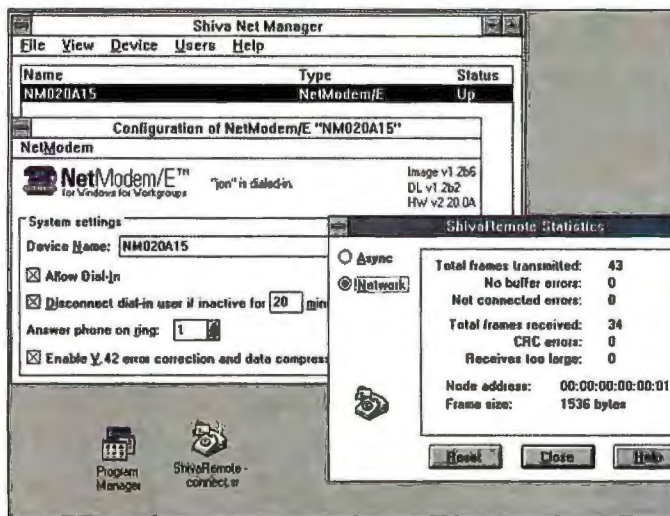 Shiva Net Manager
File View Device Users Help
Name Type Status
NM020A15 NetModem/E Up
Configuration of NetModem/E "NM020A15"
NetModem
NetModem/E™
for Windows for Workgroups
"jon" is dialed-in.
Image v1.2b6
DL v1.2b2
HW v2.20.0A
System settings
Device Name: NM020A15
Allow Dial-In
Disconnect dial-in user if inactive for 20 min
Answer phone on ring: 1
Enable V.42 error correction and data compress
ShivaRemote Statistics
Async
Network
Total frames transmitted: 43
No buffer errors: 0
Not connected errors: 0
Total frames received: 34
CRC errors: 0
Receives too large: 0
Node address: 00:00:00:00:00:01
Frame size: 1536 bytes
Reset Close Help
Program
Manager
ShivaRemote -
connect.sr